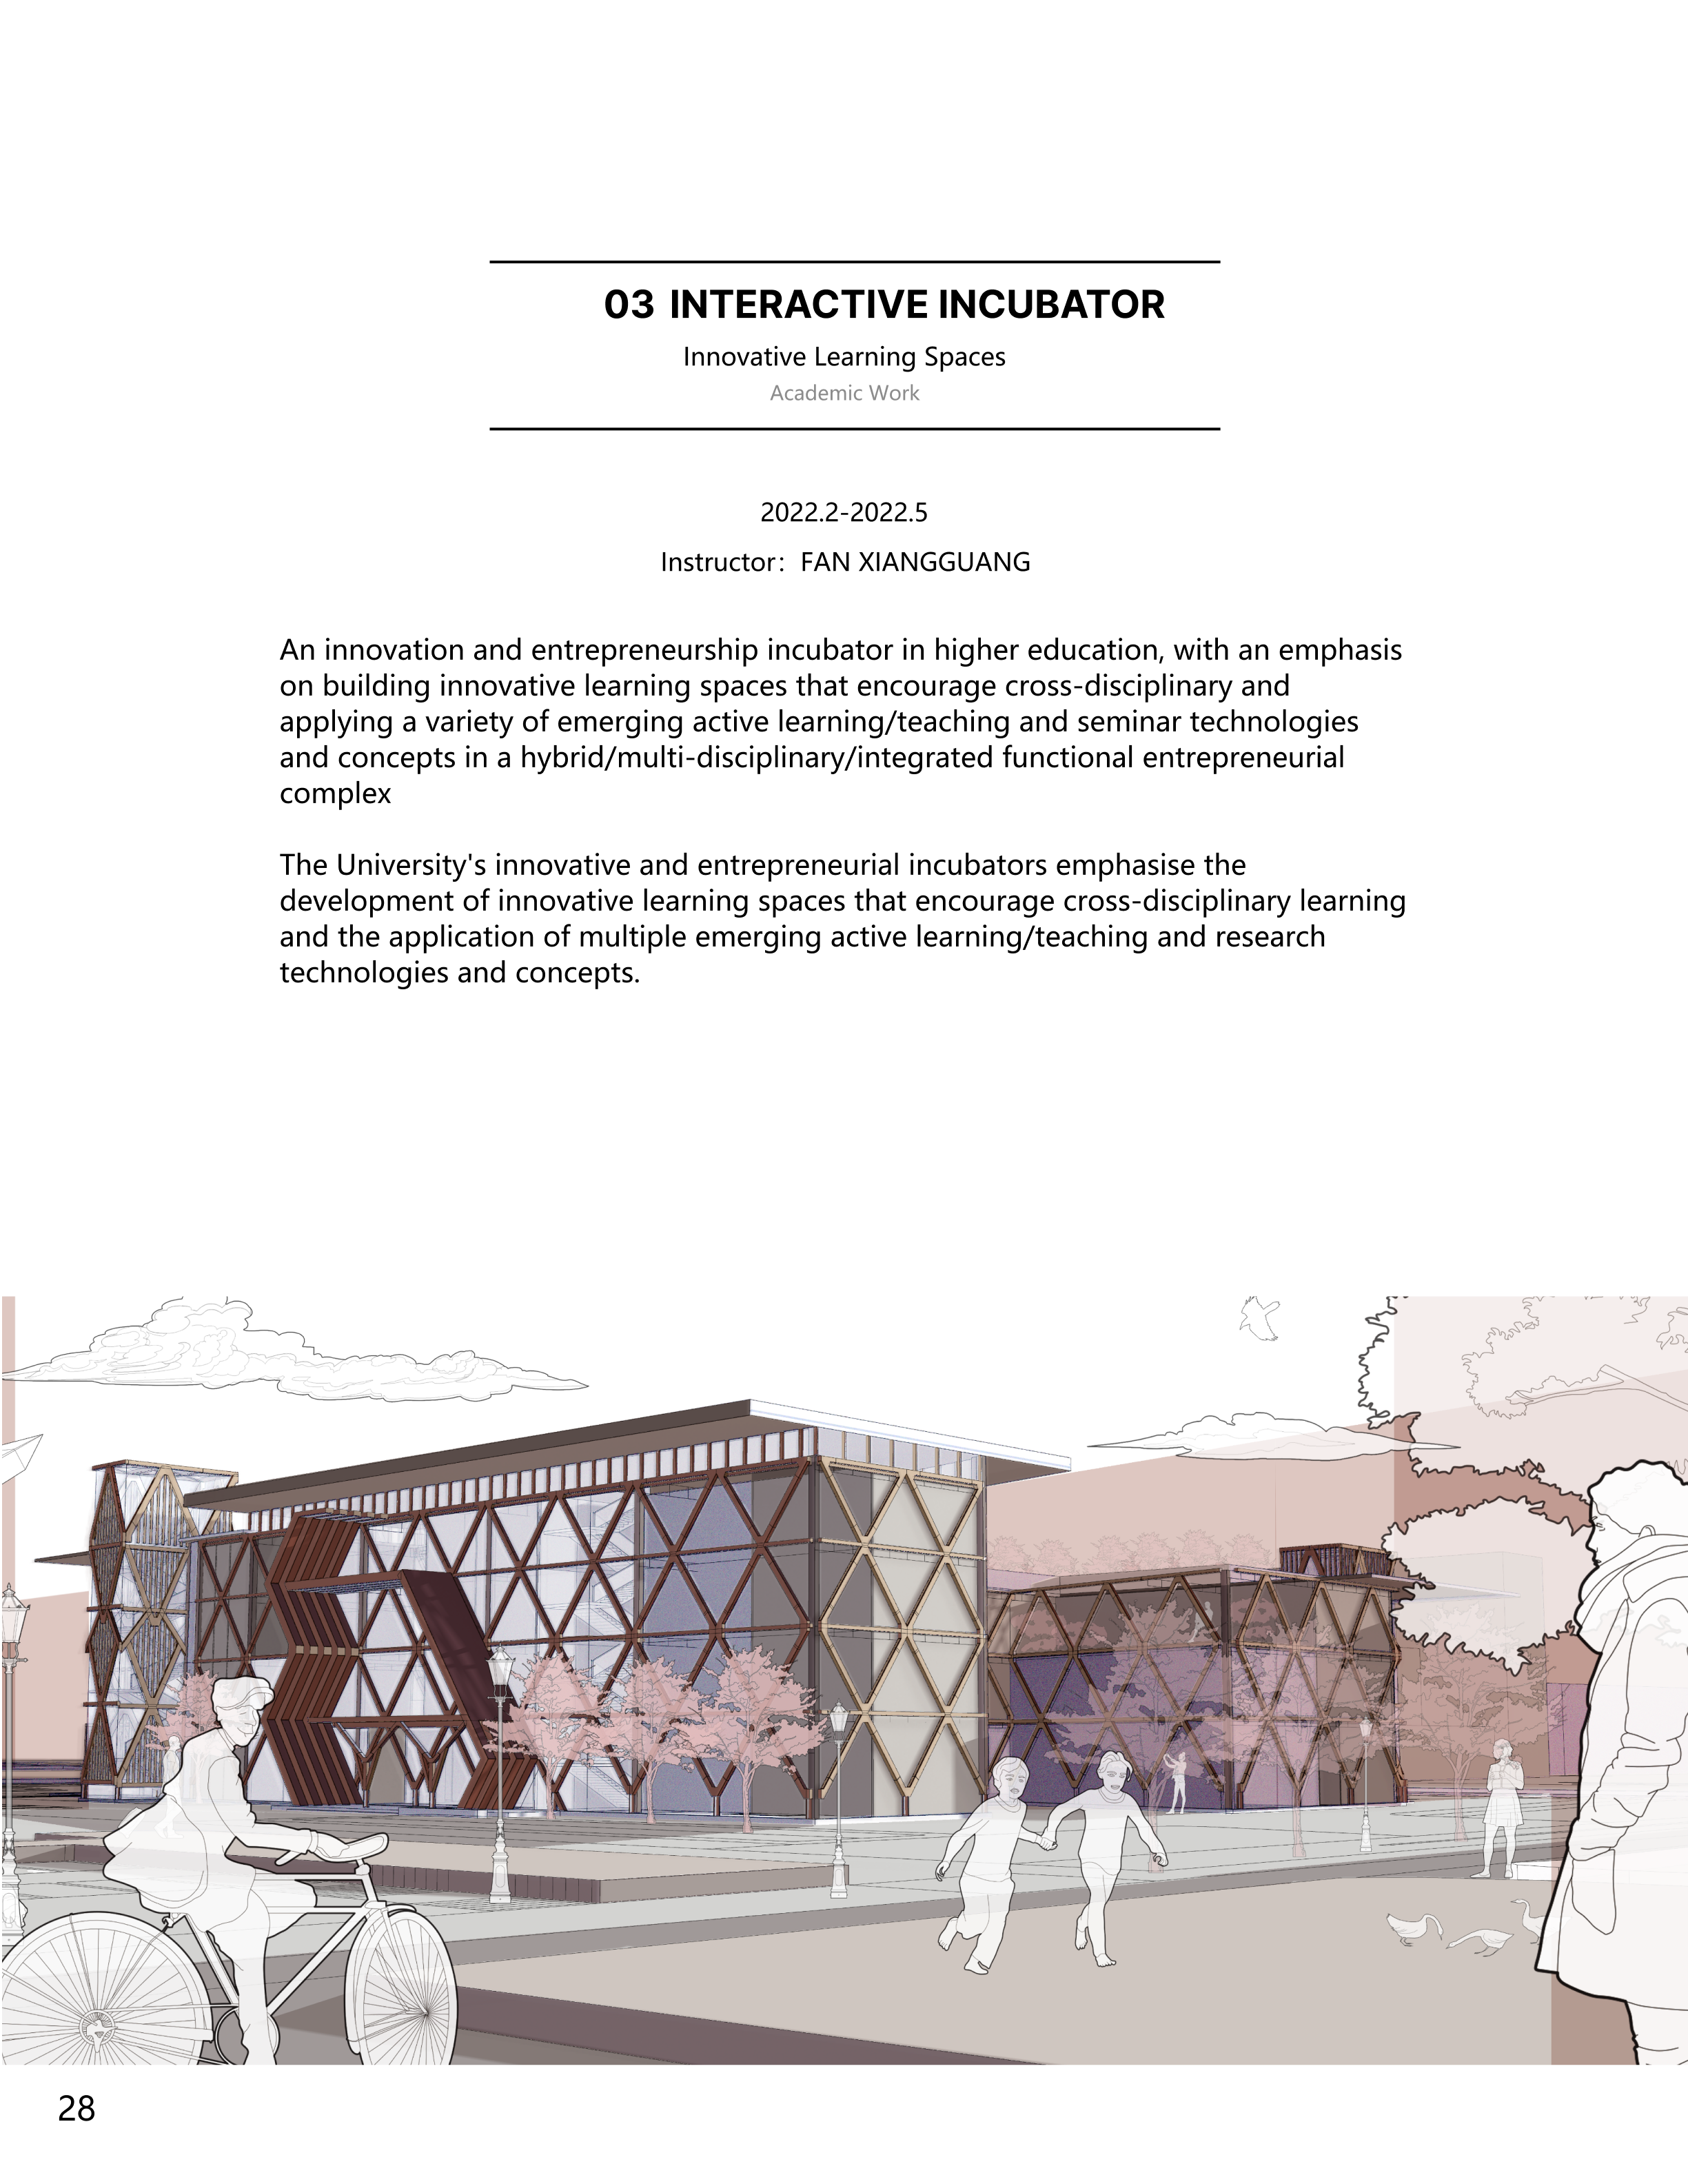 03 INTERACTIVE INCUBATOR
Innovative Learning Spaces
Academic Work
2022.2-2022.5
Instructor：FAN XIANGGUANG
An innovation and entrepreneurship incubator in higher education, with an emphasis
on building innovative learning spaces that encourage cross-disciplinary and
applying a variety of emerging active learning/teaching and seminar technologies
and concepts in a hybrid/multi-disciplinary/integrated functional entrepreneurial
complex
The University's innovative and entrepreneurial incubators emphasise the
development of innovative learning spaces that encourage cross-disciplinary learning
and the application of multiple emerging active learning/teaching and research
technologies and concepts.
28